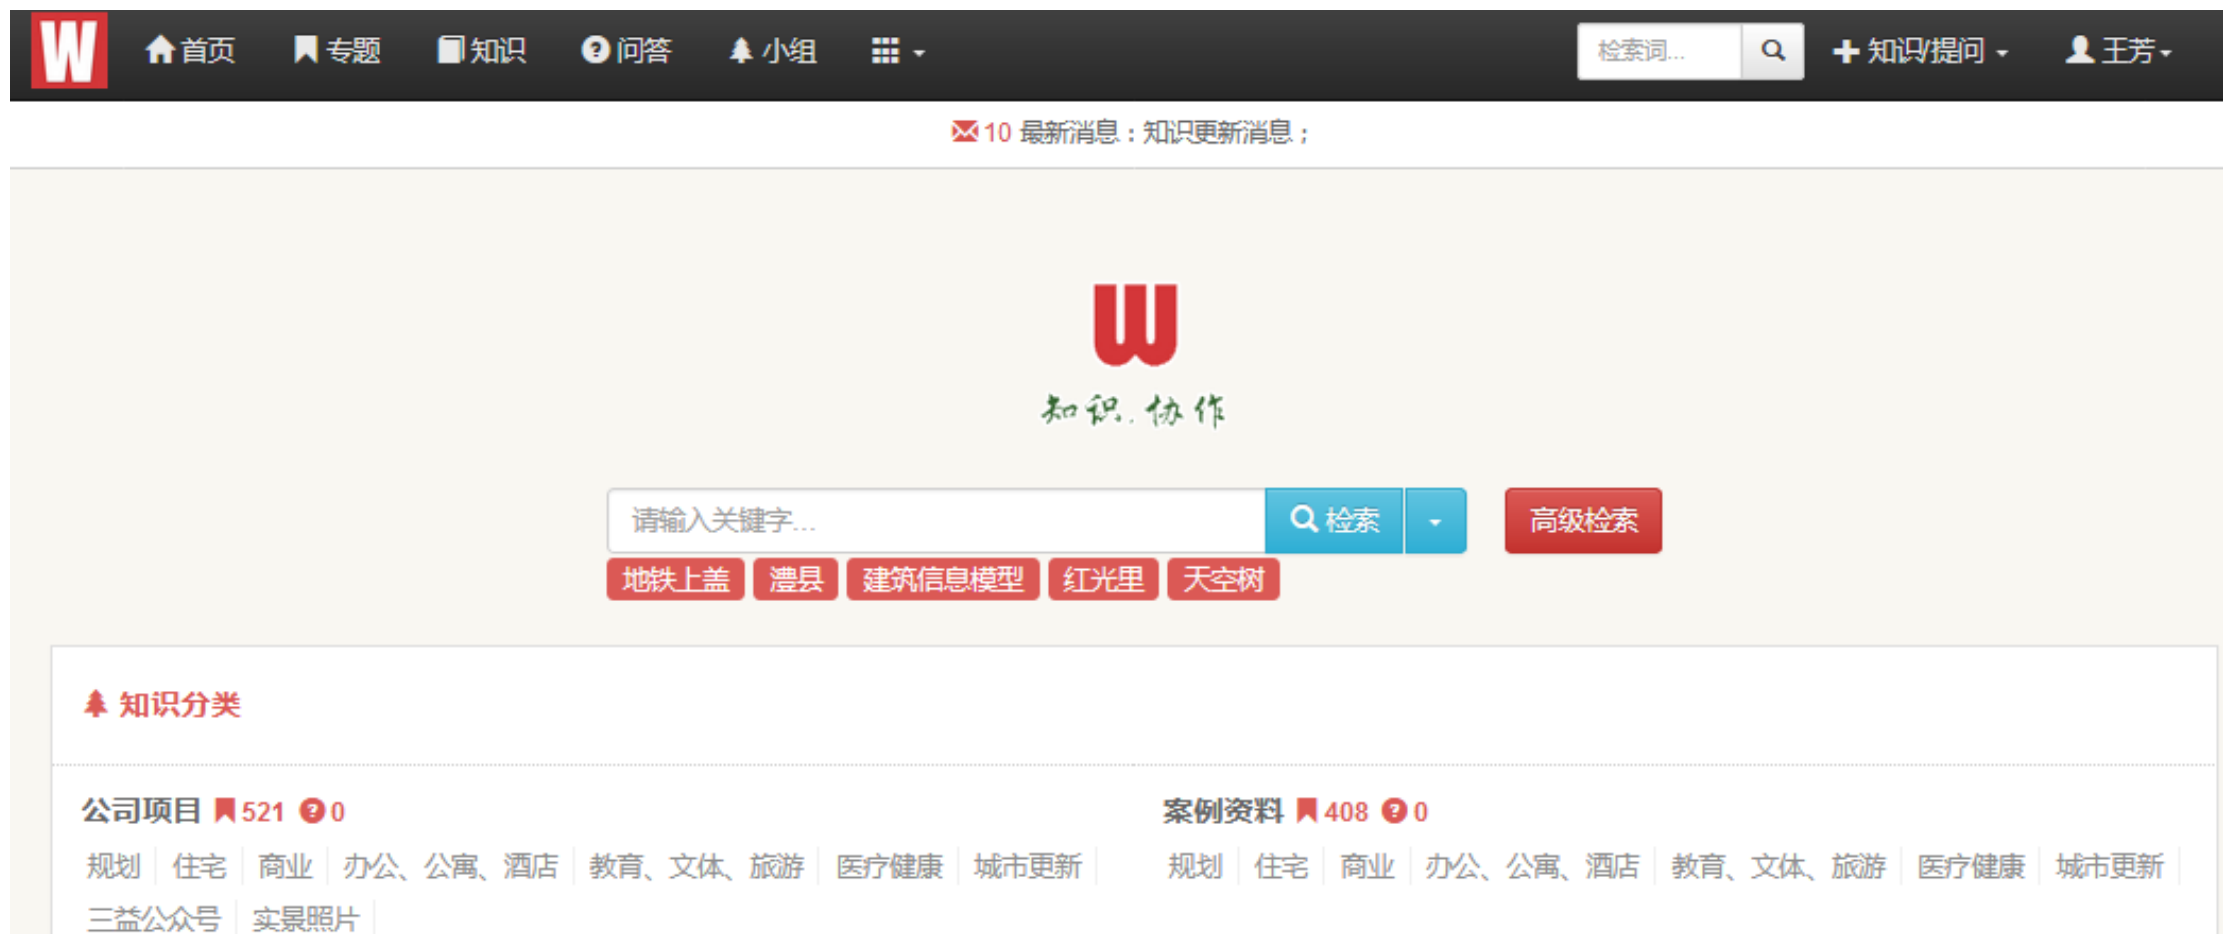 W 首页 专题 知识 问答 小组 检索词... 知识/提问 王芳
10 最新消息：知识更新消息；
W
知识.协作
请输入关键字... 检索 高级检索
地铁上盖 澧县 建筑信息模型 红光里 天空树
知识分类
公司项目 521 0
规划 住宅 商业 办公、公寓、酒店 教育、文体、旅游 医疗健康 城市更新
三益公众号 实景照片
案例资料 408 0
规划 住宅 商业 办公、公寓、酒店 教育、文体、旅游 医疗健康 城市更新